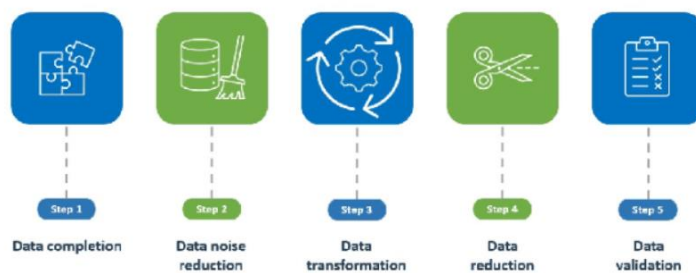 Step 1
Step 2
Step 3
Step 4
Step 5
Data completion
Data noise
reduction
Data
transformation
Data
reduction
Data
validation